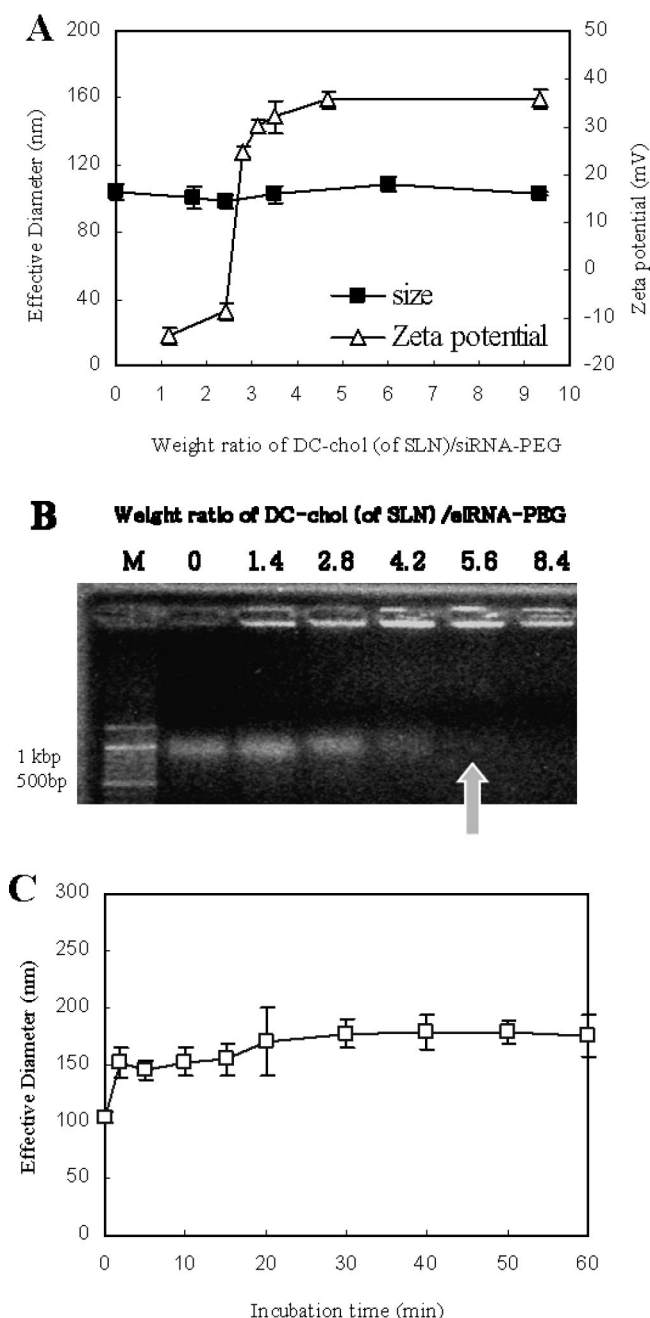 A
200
160
120
80
40
0
Effective Diameter (nm)
50
40
30
20
10
0
-10
-20
Zeta potential (mV)
size
Zeta potential
0 1 2 3 4 5 6 7 8 9 10
Weight ratio of DC-chol (of SLN)/siRNA-PEG
B
Weight ratio of DC-chol (of SLN) /siRNA-PEG
M 0 1.4 2.8 4.2 5.6 8.4
1 kbp
500bp
C
300
250
200
150
100
50
0
Effective Diameter (nm)
0 10 20 30 40 50 60
Incubation time (min)